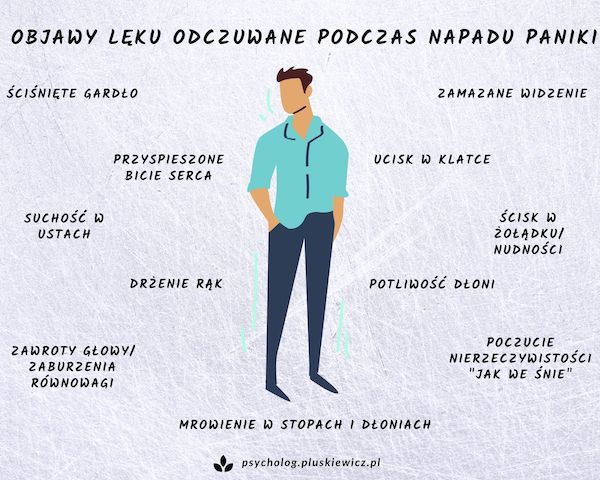 OBJAWY LĘKU ODCZUWANE PODCZAS NAPADU PANIKI
ŚCIŚNIĘTE GARDŁO
ZAMAZANE WIDZENIE
PRZYSPIESZONE
BICIE SERCA
UCISK W KLATCE
SUCHOŚĆ W
USTACH
ŚCISK W
ŻOŁĄDKU/
NUDNOŚCI
DRŻENIE RĄK
POTLIWOŚĆ DŁONI
ZAWROTY GŁOWY/
ZABURZENIA
RÓWNOWAGI
POCZUCIE
NIERZECZYWISTOŚCI
"JAK WE ŚNIE"
MROWIENIE W STOPACH I DŁONIACH
psycholog.pluskiewicz.pl